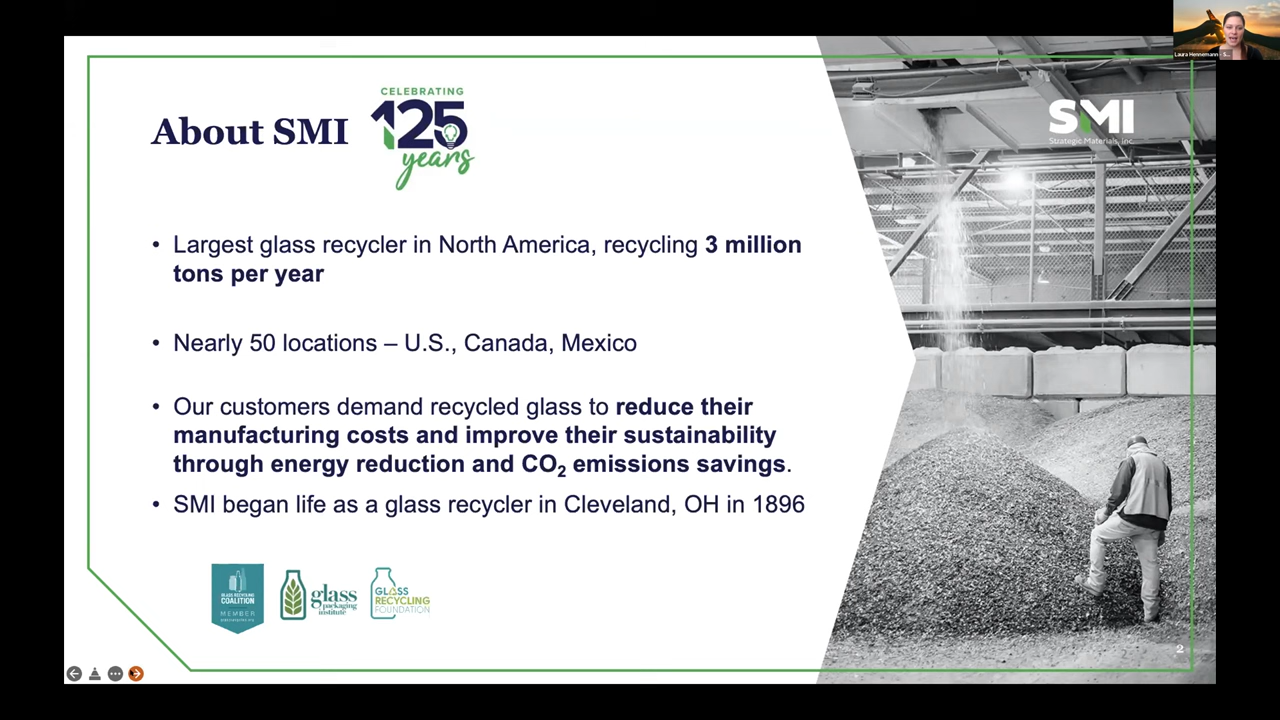 Laura Hennemann - S...
CELEBRATING
125
years
About SMI
SMI
Strategic Materials, Inc.
• Largest glass recycler in North America, recycling 3 million
tons per year
• Nearly 50 locations – U.S., Canada, Mexico
• Our customers demand recycled glass to reduce their
manufacturing costs and improve their sustainability
through energy reduction and CO₂ emissions savings.
• SMI began life as a glass recycler in Cleveland, OH in 1896
GLASS RECYCLING
COALITION
MEMBER
glass
packaging
institute
GLASS
RECYCLING
FOUNDATION
2